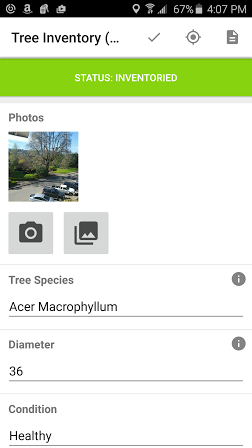 67% 4:07 PM
Tree Inventory (...
STATUS: INVENTORIED
Photos
Tree Species
Acer Macrophyllum
Diameter
36
Condition
Healthy